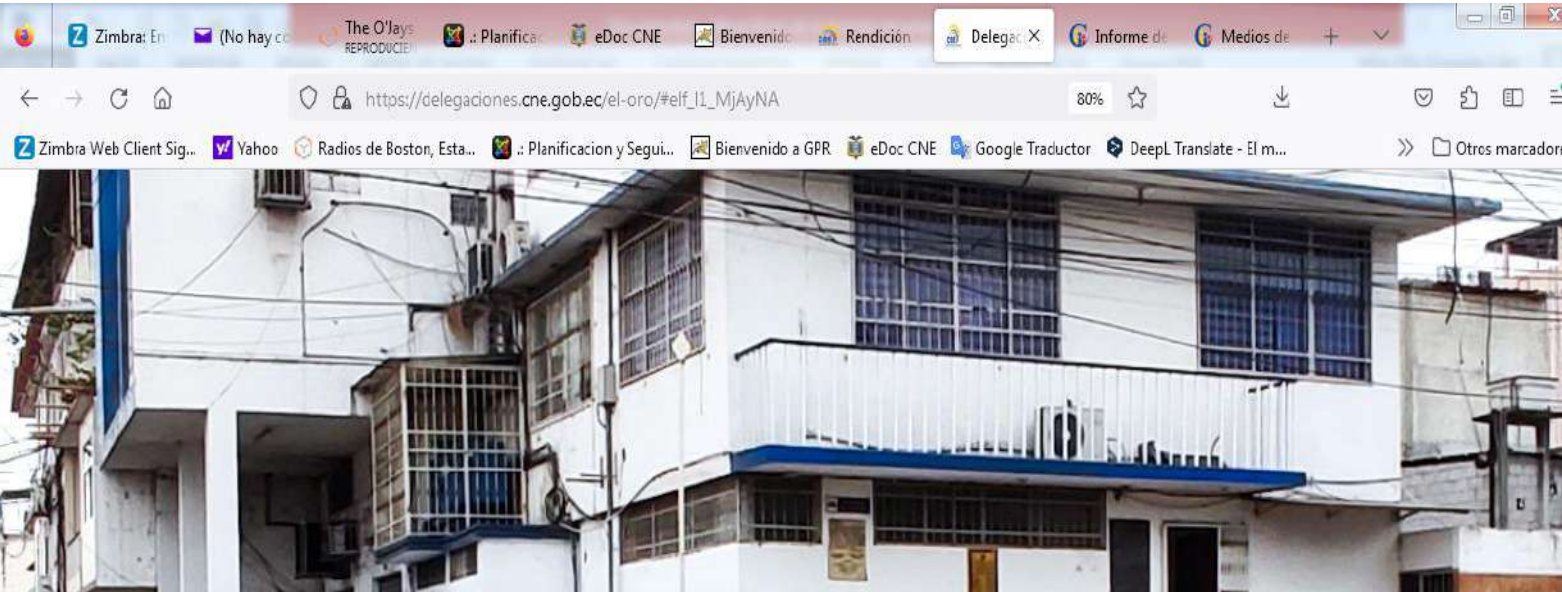 Zimbra: En (No hay co The O'Jays .: Planificac eDoc CNE Bienvenido Rendición Delegac Informe de Medios de
REPRODUCIEN
https://delegaciones.cne.gob.ec/el-oro/#elf_l1_MjAyNA 80%
Zimbra Web Client Sig... Yahoo Radios de Boston, Esta... .: Planificacion y Segui... Bienvenido a GPR eDoc CNE Google Traductor DeepL Translate - El m... Otros marcadore